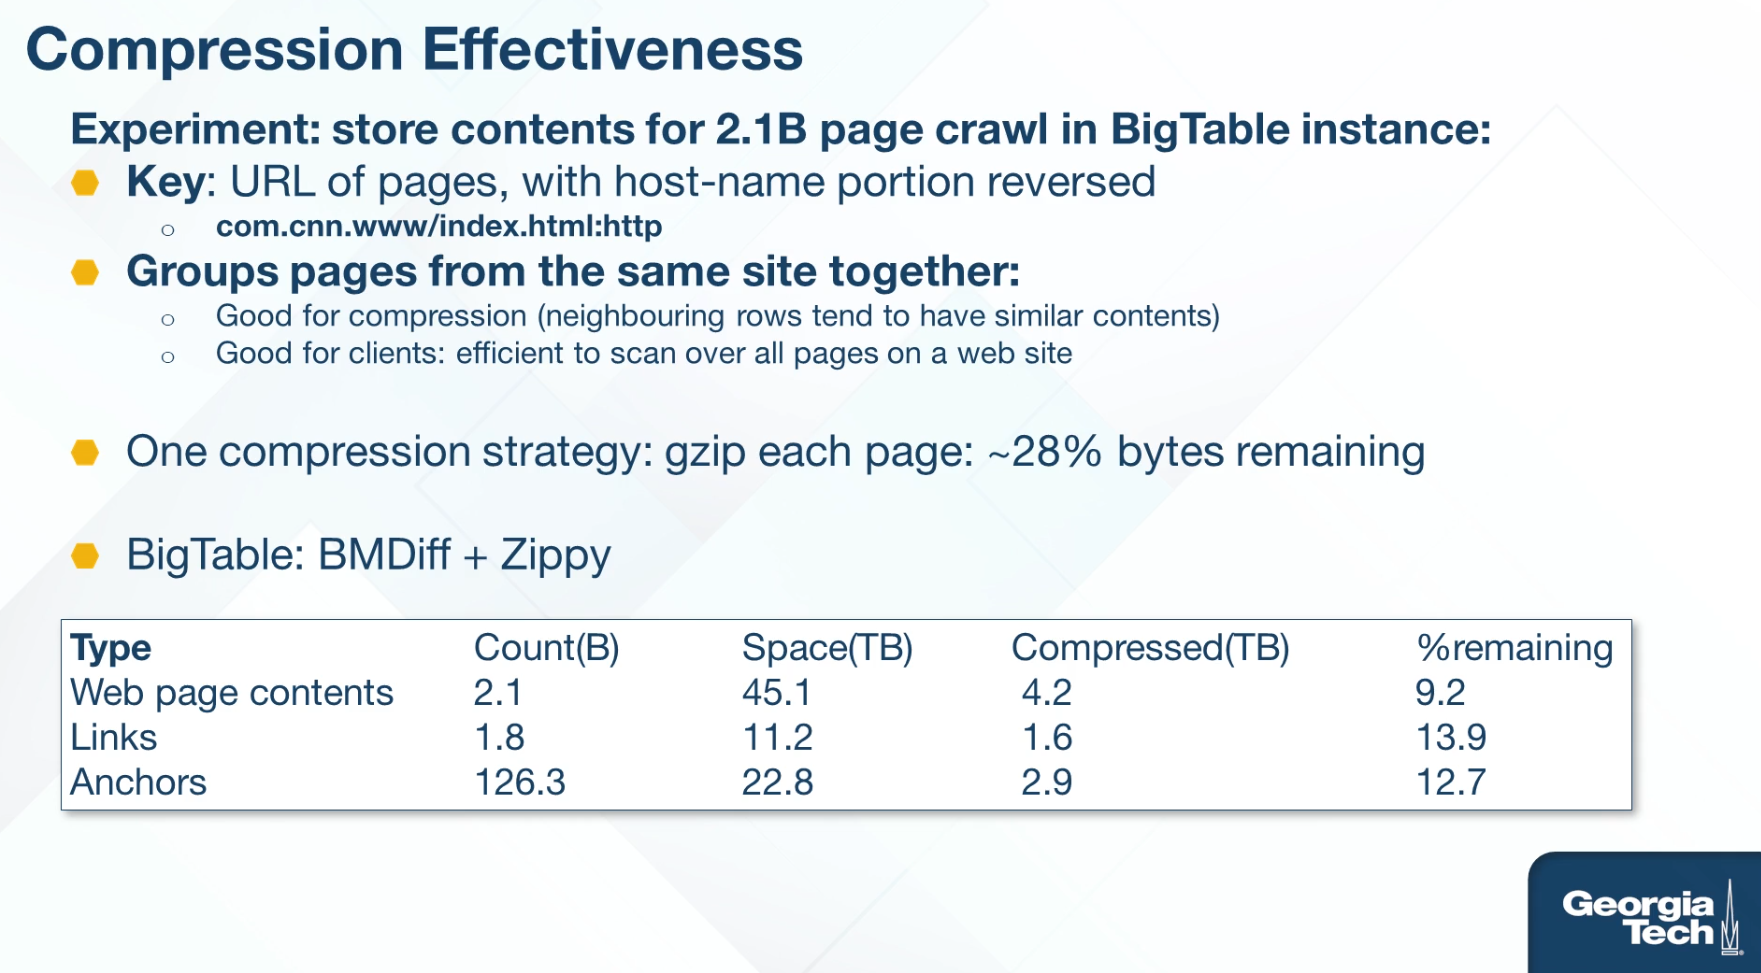 Compression Effectiveness
Experiment: store contents for 2.1B page crawl in BigTable instance:
Key: URL of pages, with host-name portion reversed
com.cnn.www/index.html:http
Groups pages from the same site together:
Good for compression (neighbouring rows tend to have similar contents)
Good for clients: efficient to scan over all pages on a web site
One compression strategy: gzip each page: ~28% bytes remaining
BigTable: BMDiff + Zippy
Type Count(B) Space(TB) Compressed(TB) %remaining
Web page contents 2.1 45.1 4.2 9.2
Links 1.8 11.2 1.6 13.9
Anchors 126.3 22.8 2.9 12.7
Georgia
Tech